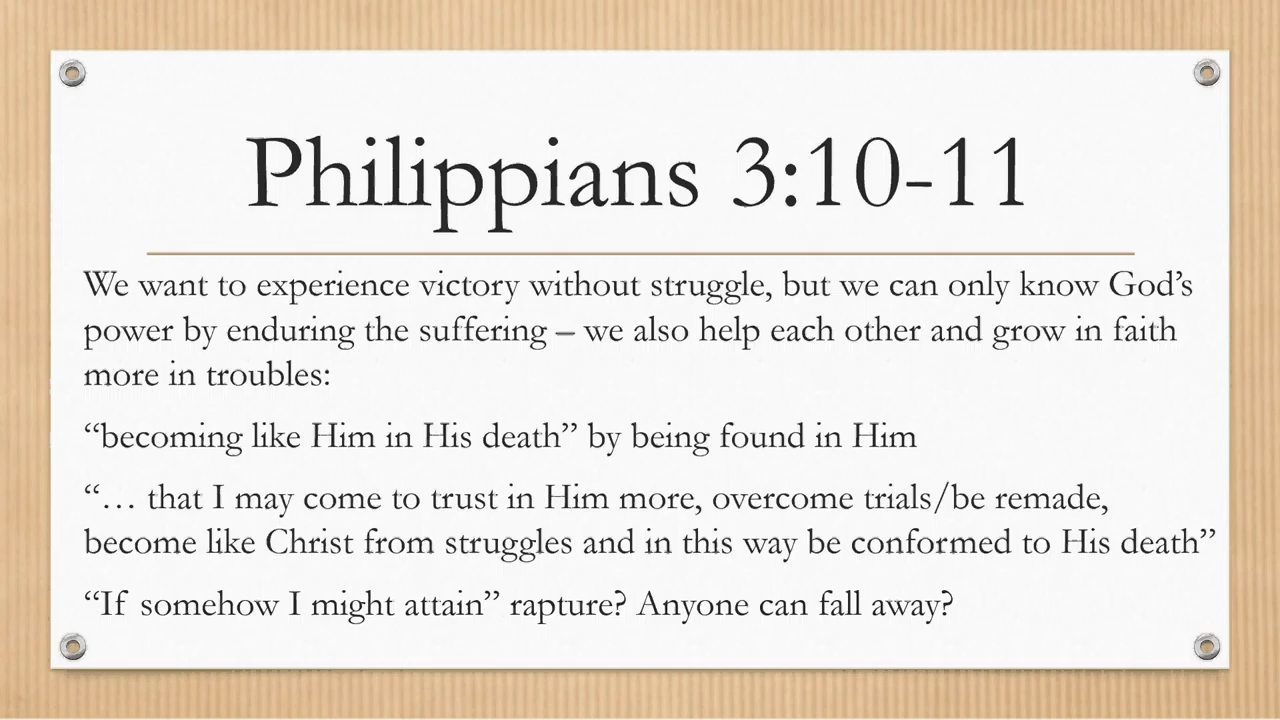 Philippians 3:10-11
We want to experience victory without struggle, but we can only know God’s
power by enduring the suffering – we also help each other and grow in faith
more in troubles:
“becoming like Him in His death” by being found in Him
“… that I may come to trust in Him more, overcome trials/be remade,
become like Christ from struggles and in this way be conformed to His death”
“If somehow I might attain” rapture? Anyone can fall away?